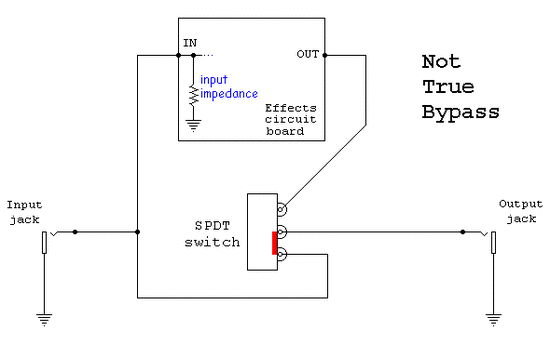 IN
OUT
input
impedance
Effects
circuit
board
Not
True
Bypass
Input
jack
SPDT
switch
Output
jack